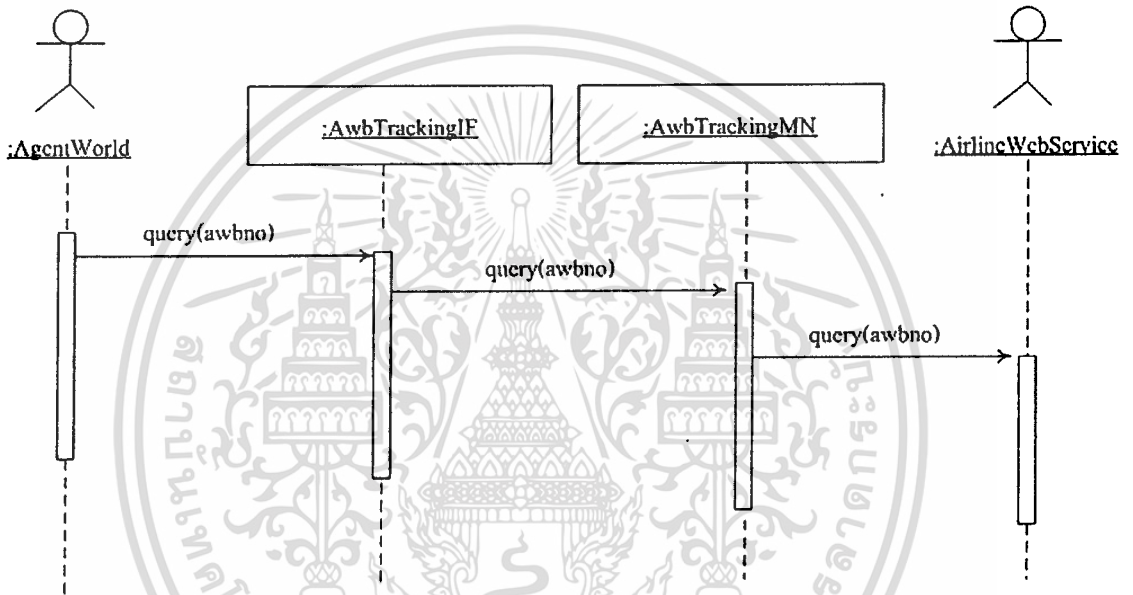 :AgentWorld
:AwbTrackingIF
:AwbTrackingMN
:AirlineWebService
query(awbno)
query(awbno)
query(awbno)